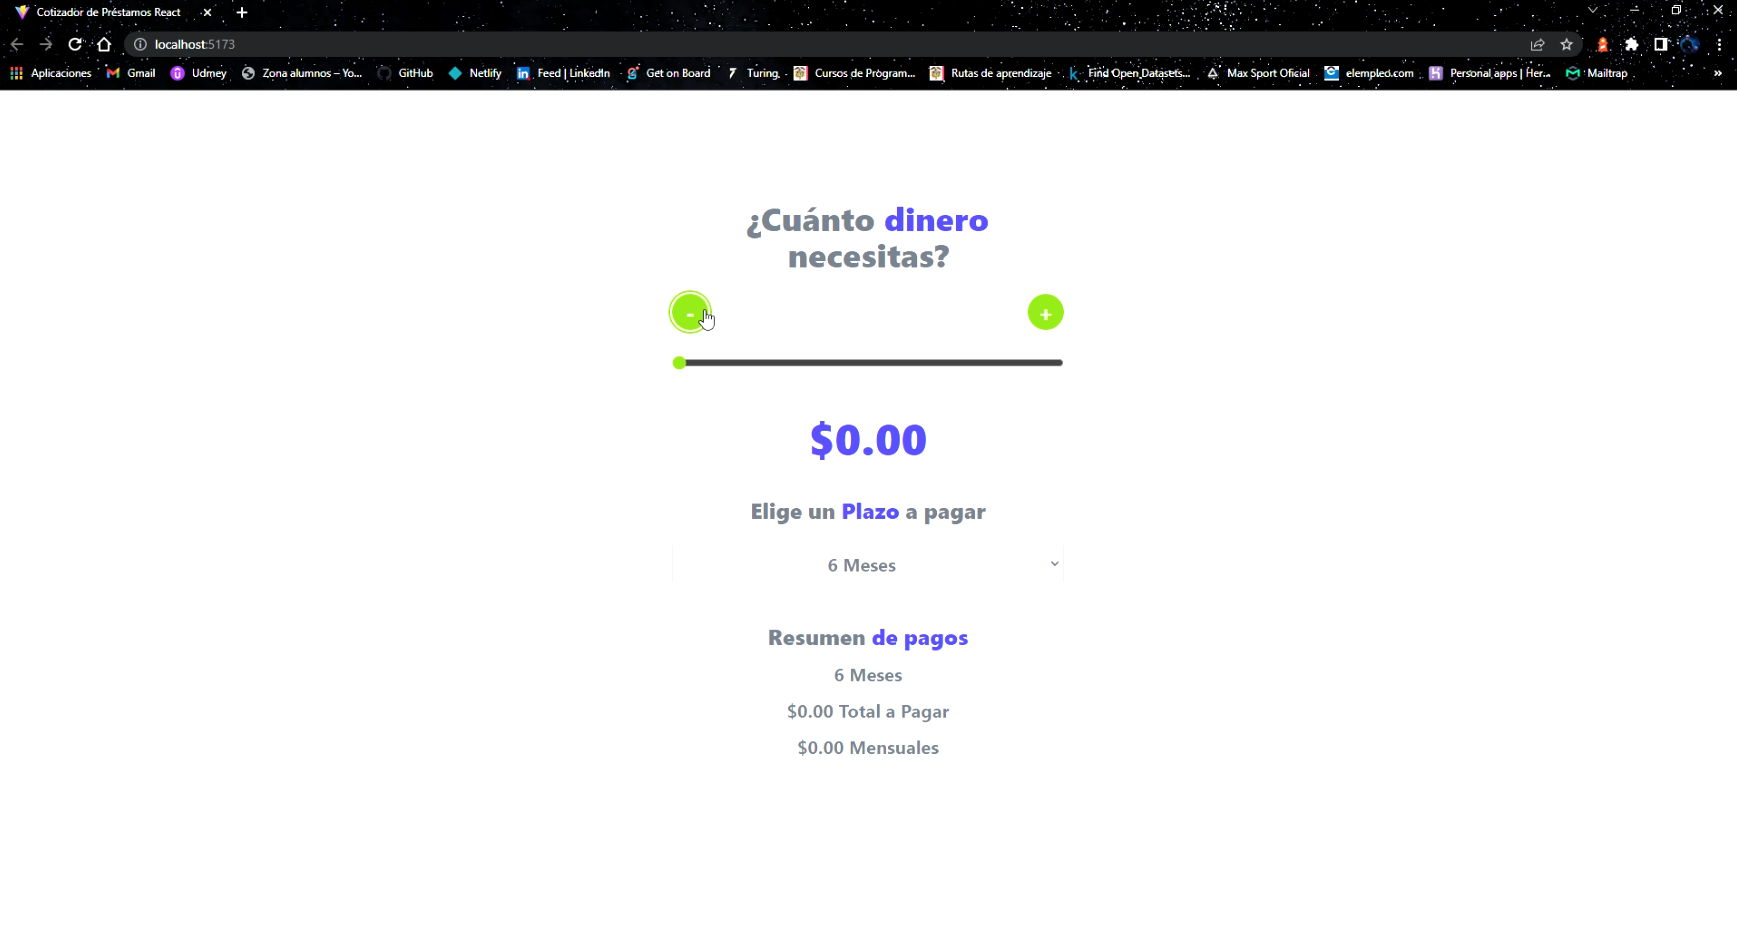 Cotizador de Préstamos React
localhost:5173
Aplicaciones Gmail Udmey Zona alumnos – Yo... GitHub Netlify Feed | LinkedIn Get on Board Turing. Cursos de Program... Rutas de aprendizaje Find Open Datasets... Max Sport Oficial elempleo.com Personal apps | Her... Mailtrap »
¿Cuánto dinero
necesitas?
- +
$0.00
Elige un Plazo a pagar
6 Meses
Resumen de pagos
6 Meses
$0.00 Total a Pagar
$0.00 Mensuales